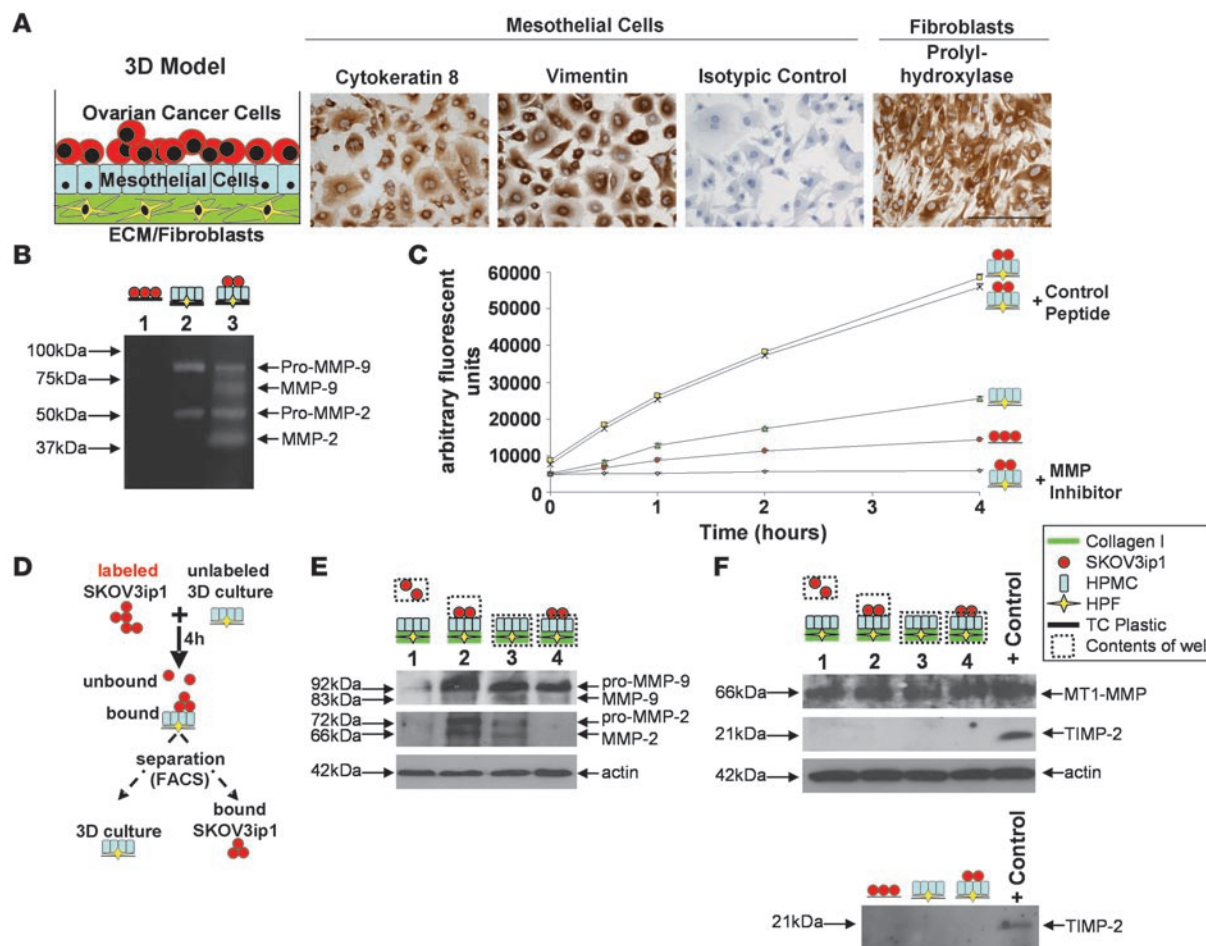 A
Mesothelial Cells
Fibroblasts
3D Model
Cytokeratin 8
Vimentin
Isotypic Control
Prolyl-
hydroxylase
Ovarian Cancer Cells
Mesothelial Cells
ECM/Fibroblasts
B
1 2 3
100kDa
75kDa
50kDa
37kDa
Pro-MMP-9
MMP-9
Pro-MMP-2
MMP-2
C
arbitrary fluorescent
units
60000
50000
40000
30000
20000
10000
0
0 1 2 3 4
Time (hours)
+ Control
Peptide
+ MMP
Inhibitor
D
labeled
SKOV3ip1
unlabeled
3D culture
+
4h
unbound
bound
separation
(FACS)
3D culture
bound
SKOV3ip1
E
1 2 3 4
92kDa
83kDa
72kDa
66kDa
42kDa
pro-MMP-9
MMP-9
pro-MMP-2
MMP-2
actin
F
1 2 3 4
+ Control
66kDa
21kDa
42kDa
MT1-MMP
TIMP-2
actin
Collagen I
SKOV3ip1
HPMC
HPF
TC Plastic
Contents of well
+ Control
21kDa
TIMP-2